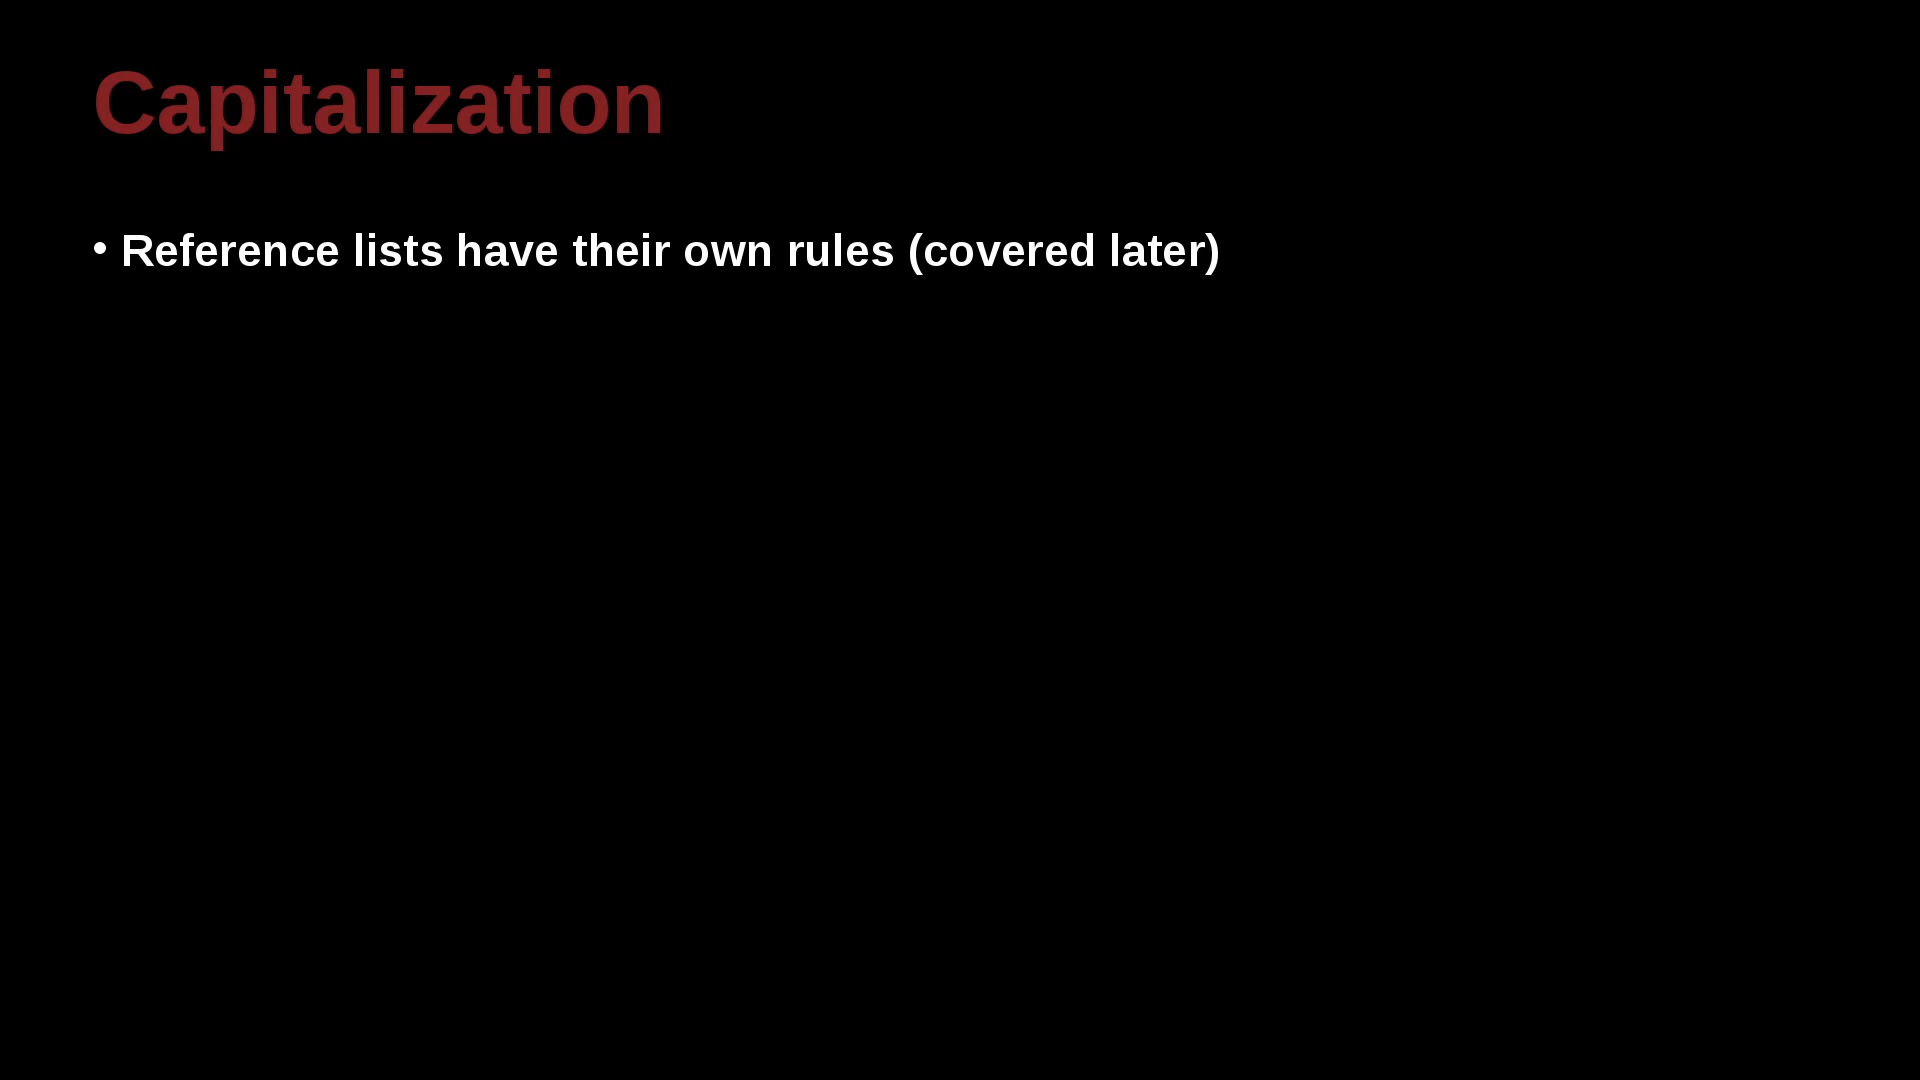 Capitalization
• Reference lists have their own rules (covered later)